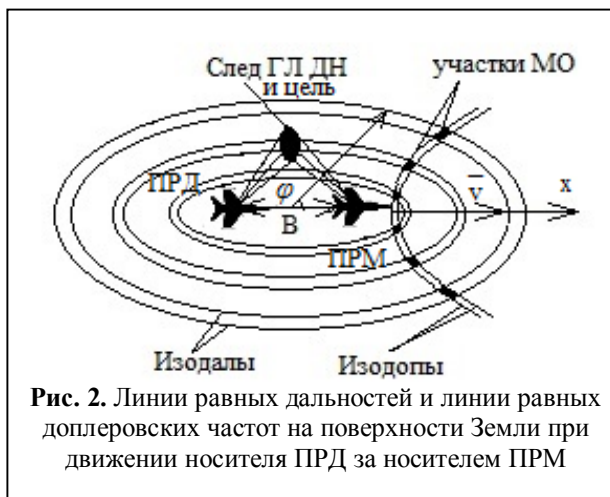 След ГЛ ДН
и цель
участки МО
ПРД
φ
v
x
B
ПРМ
Изодалы
Изодопы
Рис. 2. Линии равных дальностей и линии равных
доплеровских частот на поверхности Земли при
движении носителя ПРД за носителем ПРМ